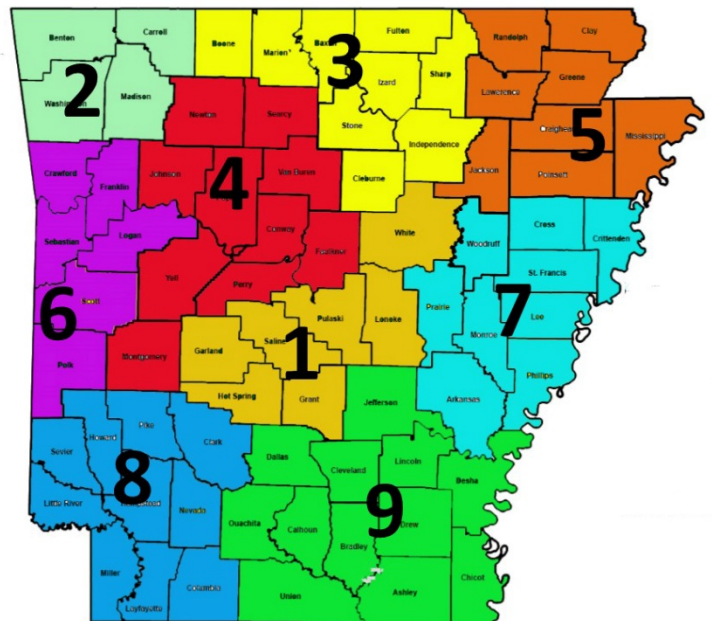 Benton
Carroll
Boone
Marion
Baxter
Fulton
Randolph
Clay
3
2
Izard
Sharp
Lawrence
Greene
Washington
Madison
Newton
Searcy
Stone
Independence
Craighead
5
Mississippi
Crawford
Franklin
Johnson
4
Van Buren
Cleburne
Jackson
Poinsett
Logan
Sebastian
Conway
Faulkner
White
Woodruff
Cross
Crittenden
St. Francis
Scott
Yell
Perry
6
Pulaski
Lonoke
Prairie
Monroe
7
Lee
Garland
Saline
1
Polk
Montgomery
Hot Spring
Grant
Jefferson
Arkansas
Phillips
Howard
Pike
Clark
Sevier
Dallas
Cleveland
Lincoln
Desha
8
Little River
Nevada
Ouachita
Calhoun
9
Drew
Bradley
Miller
Columbia
Lafayette
Union
Ashley
Chicot